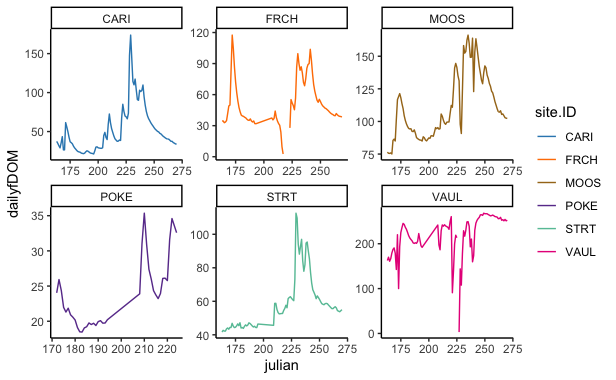 CARI FRCH MOOS
150
100
50
175 200 225 250 275
120
90
60
30
0
175 200 225 250
150
125
100
75
175 200 225 250 275
site.ID
CARI
FRCH
MOOS
POKE
STRT
VAUL
dailyfDOM
POKE STRT VAUL
35
30
25
20
170 180 190 200 210 220
100
80
60
40
175 200 225 250 275
200
100
0
175 200 225 250 275
julian